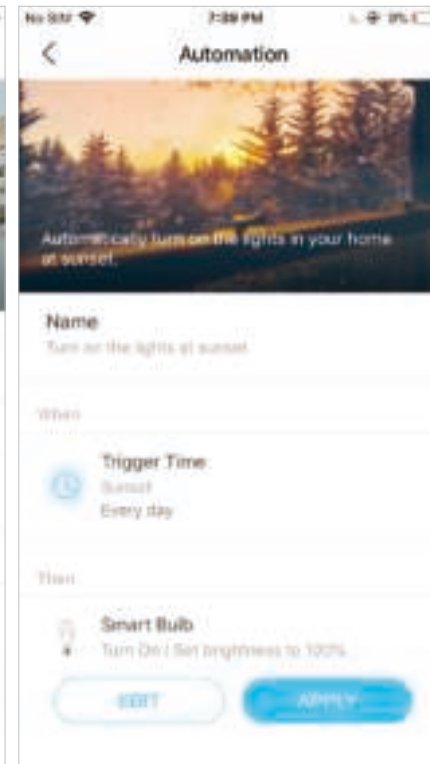 No SIM 7:39 PM
Automation
Automatically turn on the lights in your home
at sunset.
Name
Turn on the lights at sunset
When
Trigger Time
Sunset
Every day
Then
Smart Bulb
Turn On | Set brightness to 100%
EDIT APPLY